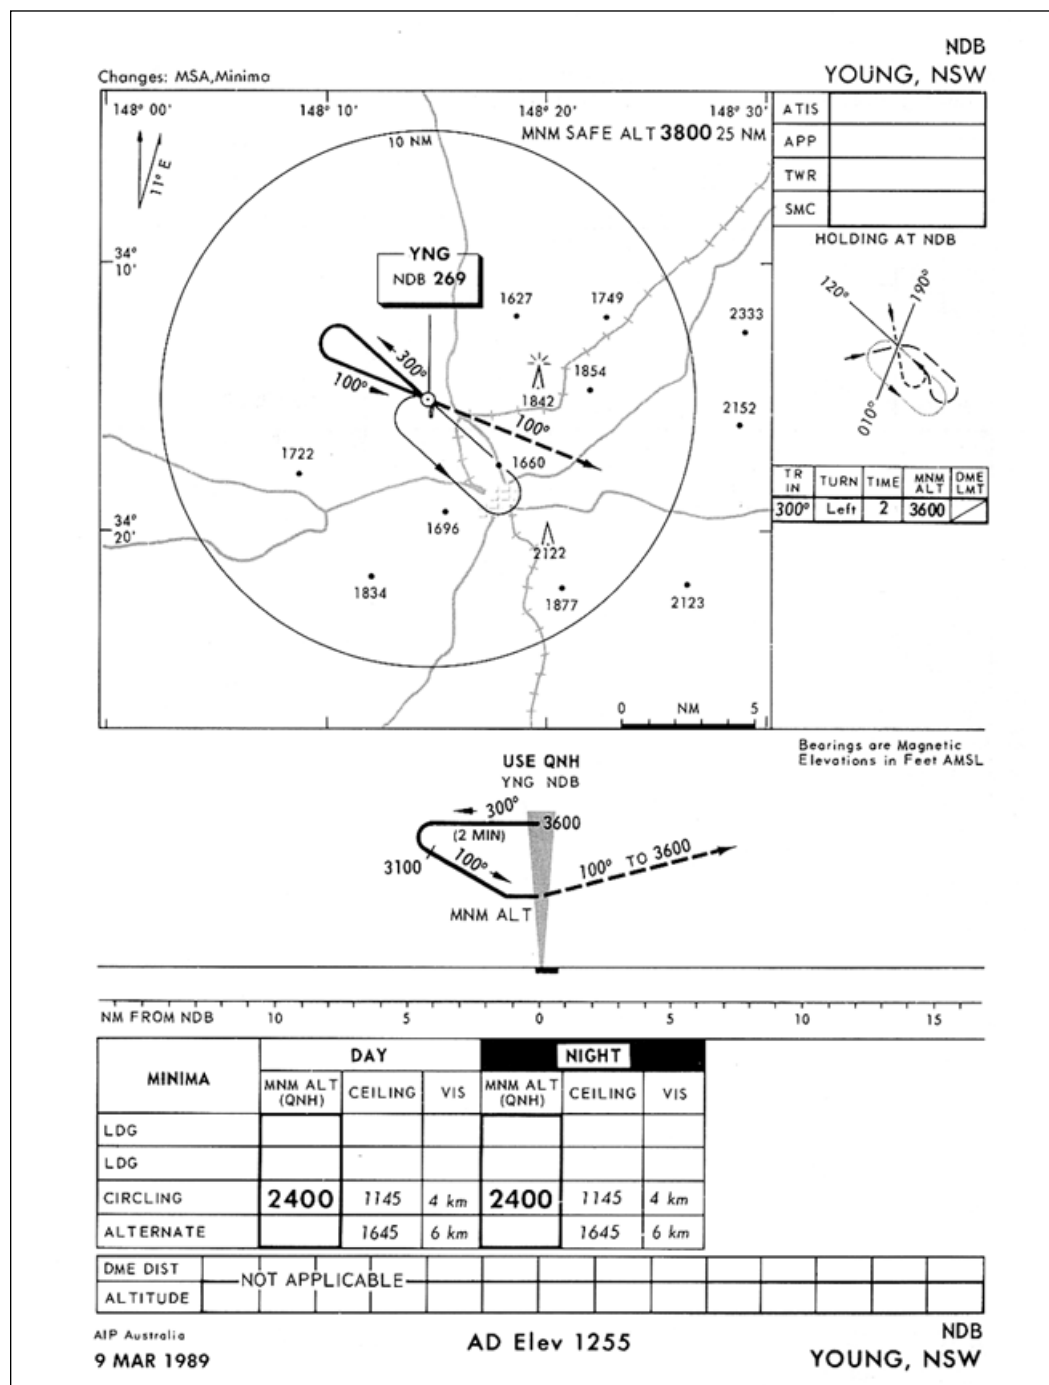 NDB
Changes: MSA,Minima
YOUNG, NSW
148° 00'
148° 10'
148° 20'
148° 30'
10 NM
MNM SAFE ALT 3800 25 NM
11° E
ATIS
APP
TWR
SMC
HOLDING AT NDB
34°
10'
YNG
NDB 269
1627
1749
2333
120°
190°
010°
300°
100°
1854
1842
2152
100°
1722
1660
TR IN
TURN
TIME
MNM ALT
DME LMT
300°
Left
2
3600
34°
20'
1696
2122
1834
1877
2123
0 NM 5
Bearings are Magnetic
Elevations in Feet AMSL
USE QNH
YNG NDB
300°
3600
(2 MIN)
3100
100°
100° TO 3600
MNM ALT
NM FROM NDB 10 5 0 5 10 15
MINIMA
DAY
NIGHT
MNM ALT (QNH) CEILING VIS MNM ALT (QNH) CEILING VIS
LDG
LDG
CIRCLING 2400 1145 4 km 2400 1145 4 km
ALTERNATE 1645 6 km 1645 6 km
DME DIST
NOT APPLICABLE
ALTITUDE
AIP Australia
9 MAR 1989
AD Elev 1255
NDB
YOUNG, NSW